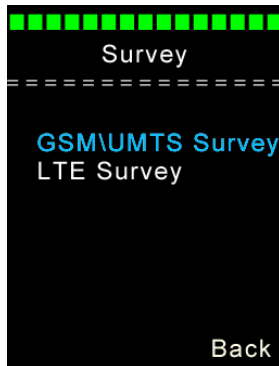 Survey
================
GSM\UMTS Survey
LTE Survey
Back